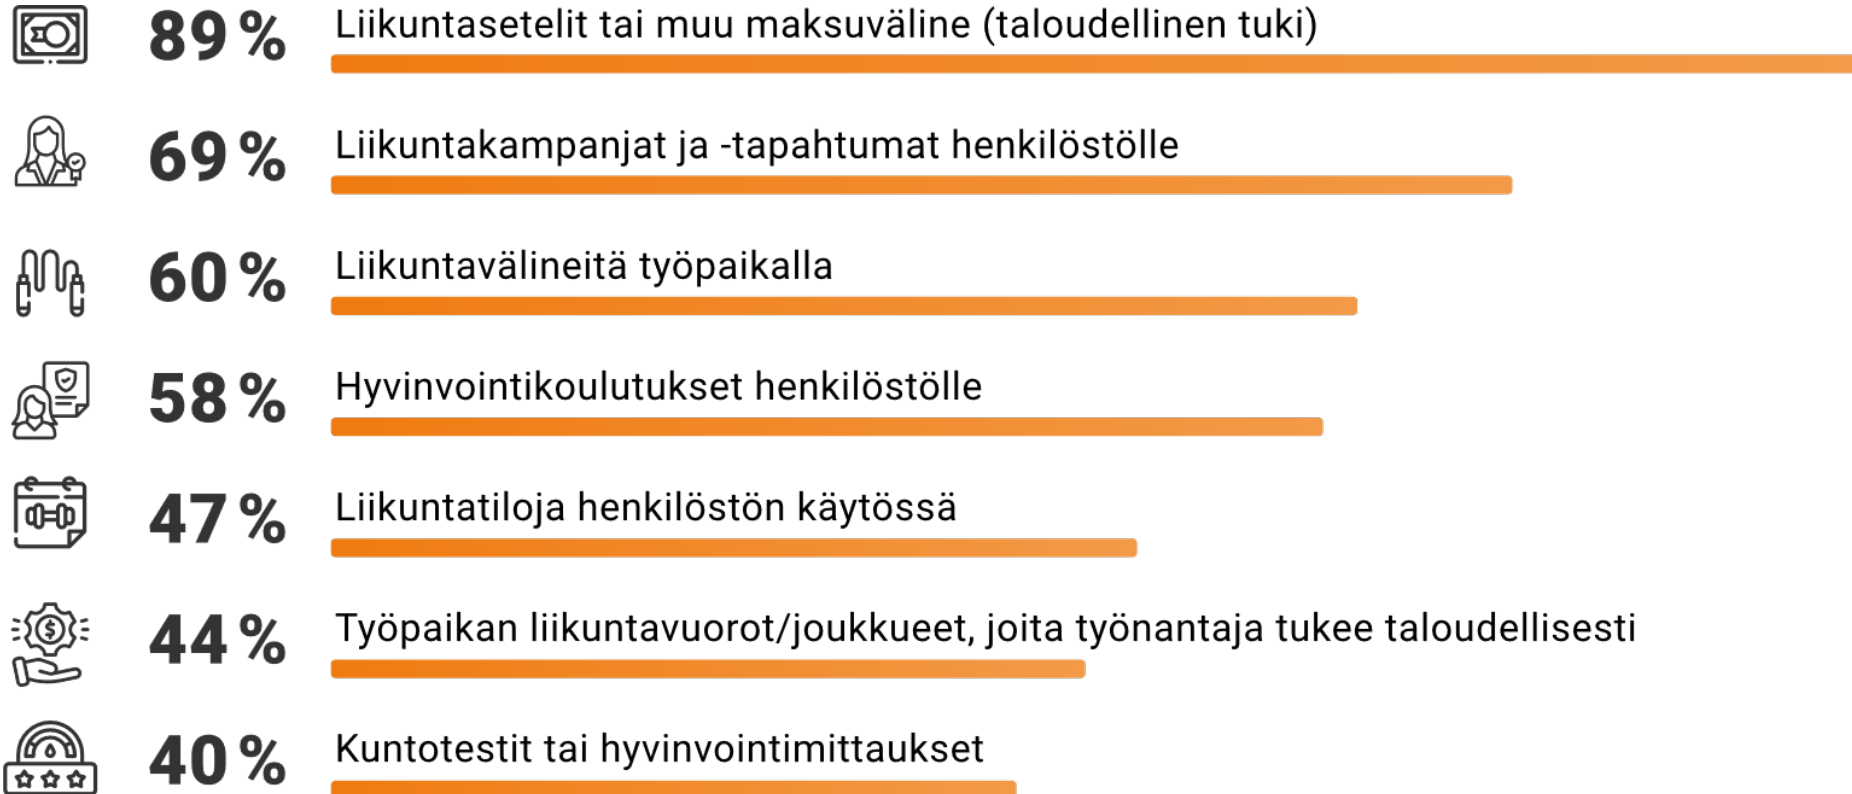 89 % Liikuntasetelit tai muu maksuväline (taloudellinen tuki)
69 % Liikuntakampanjat ja -tapahtumat henkilöstölle
60 % Liikuntavälineitä työpaikalla
58 % Hyvinvointikoulutukset henkilöstölle
47 % Liikuntatiloja henkilöstön käytössä
44 % Työpaikan liikuntavuorot/joukkueet, joita työnantaja tukee taloudellisesti
40 % Kuntotestit tai hyvinvointimittaukset